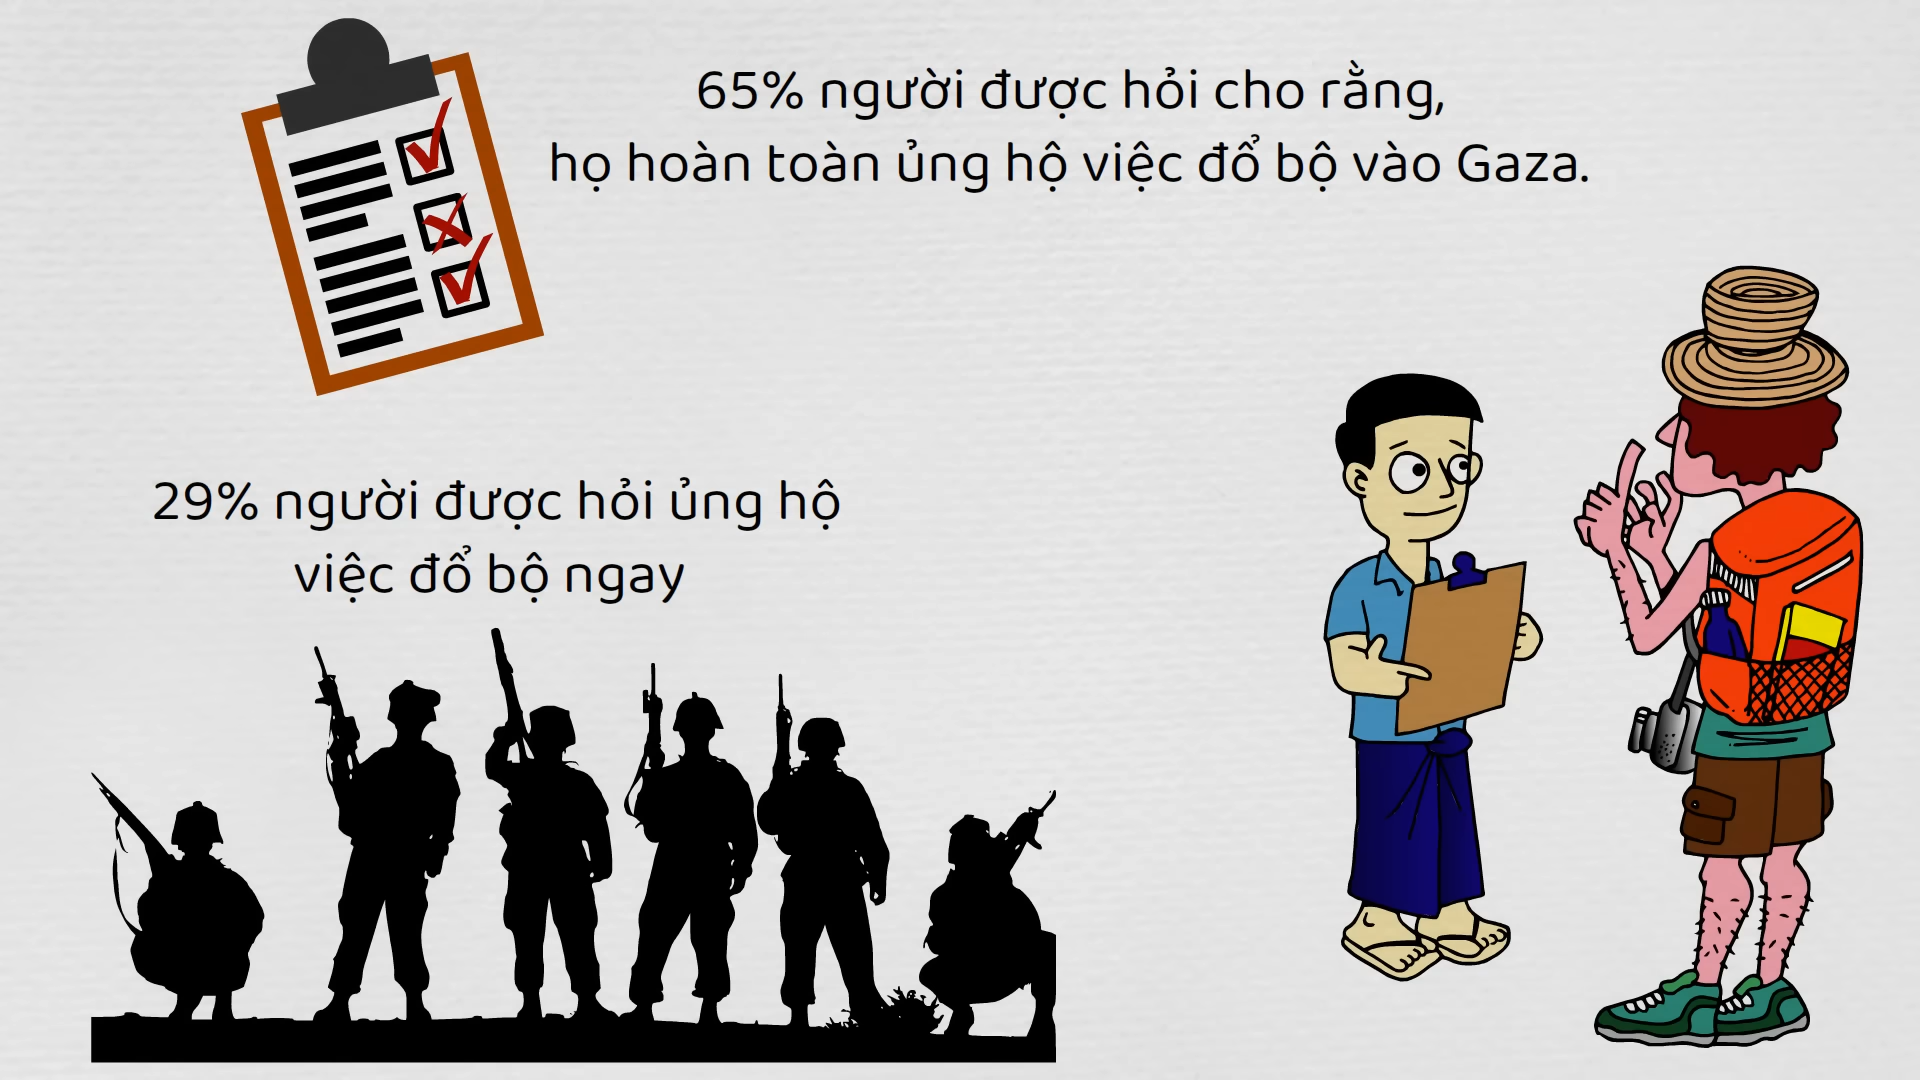 65% người được hỏi cho rằng,
họ hoàn toàn ủng hộ việc đổ bộ vào Gaza.
29% người được hỏi ủng hộ
việc đổ bộ ngay